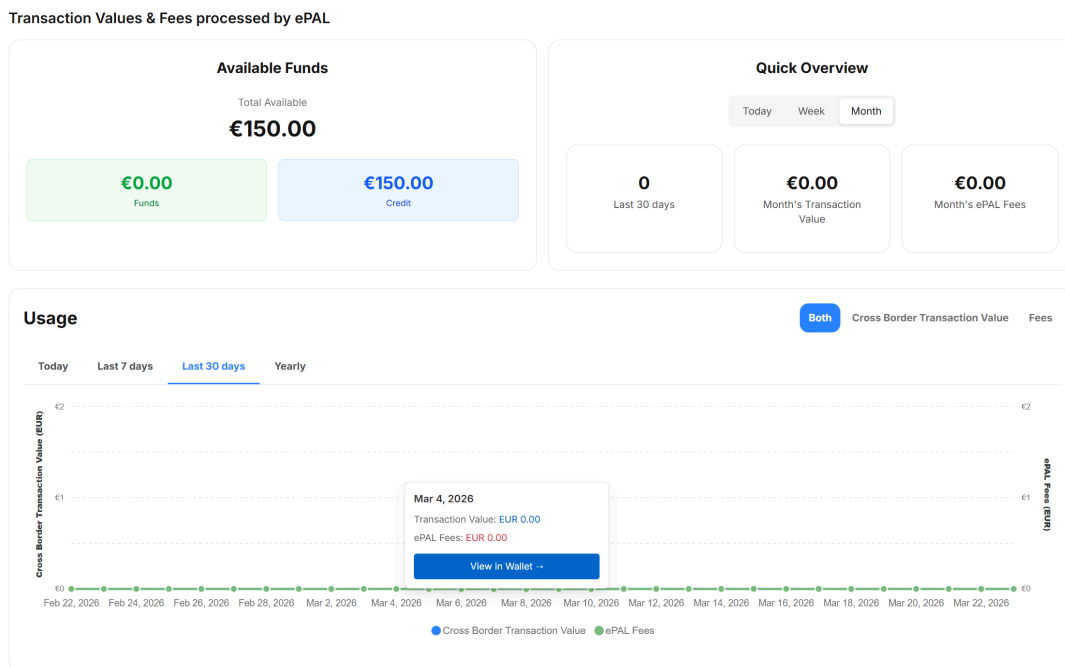 Transaction Values & Fees processed by ePAL
Available Funds
Total Available
€150.00
€0.00
Funds
€150.00
Credit
Quick Overview
Today Week Month
0
Last 30 days
€0.00
Month's Transaction
Value
€0.00
Month's ePAL Fees
Usage
Both Cross Border Transaction Value Fees
Today Last 7 days Last 30 days Yearly
Cross Border Transaction Value (EUR)
€2
€1
€0
€2
€1
€0
ePAL Fees (EUR)
Mar 4, 2026
Transaction Value: EUR 0.00
ePAL Fees: EUR 0.00
View in Wallet →
Feb 22, 2026 Feb 24, 2026 Feb 26, 2026 Feb 28, 2026 Mar 2, 2026 Mar 4, 2026 Mar 6, 2026 Mar 8, 2026 Mar 10, 2026 Mar 12, 2026 Mar 14, 2026 Mar 16, 2026 Mar 18, 2026 Mar 20, 2026 Mar 22, 2026
Cross Border Transaction Value ePAL Fees